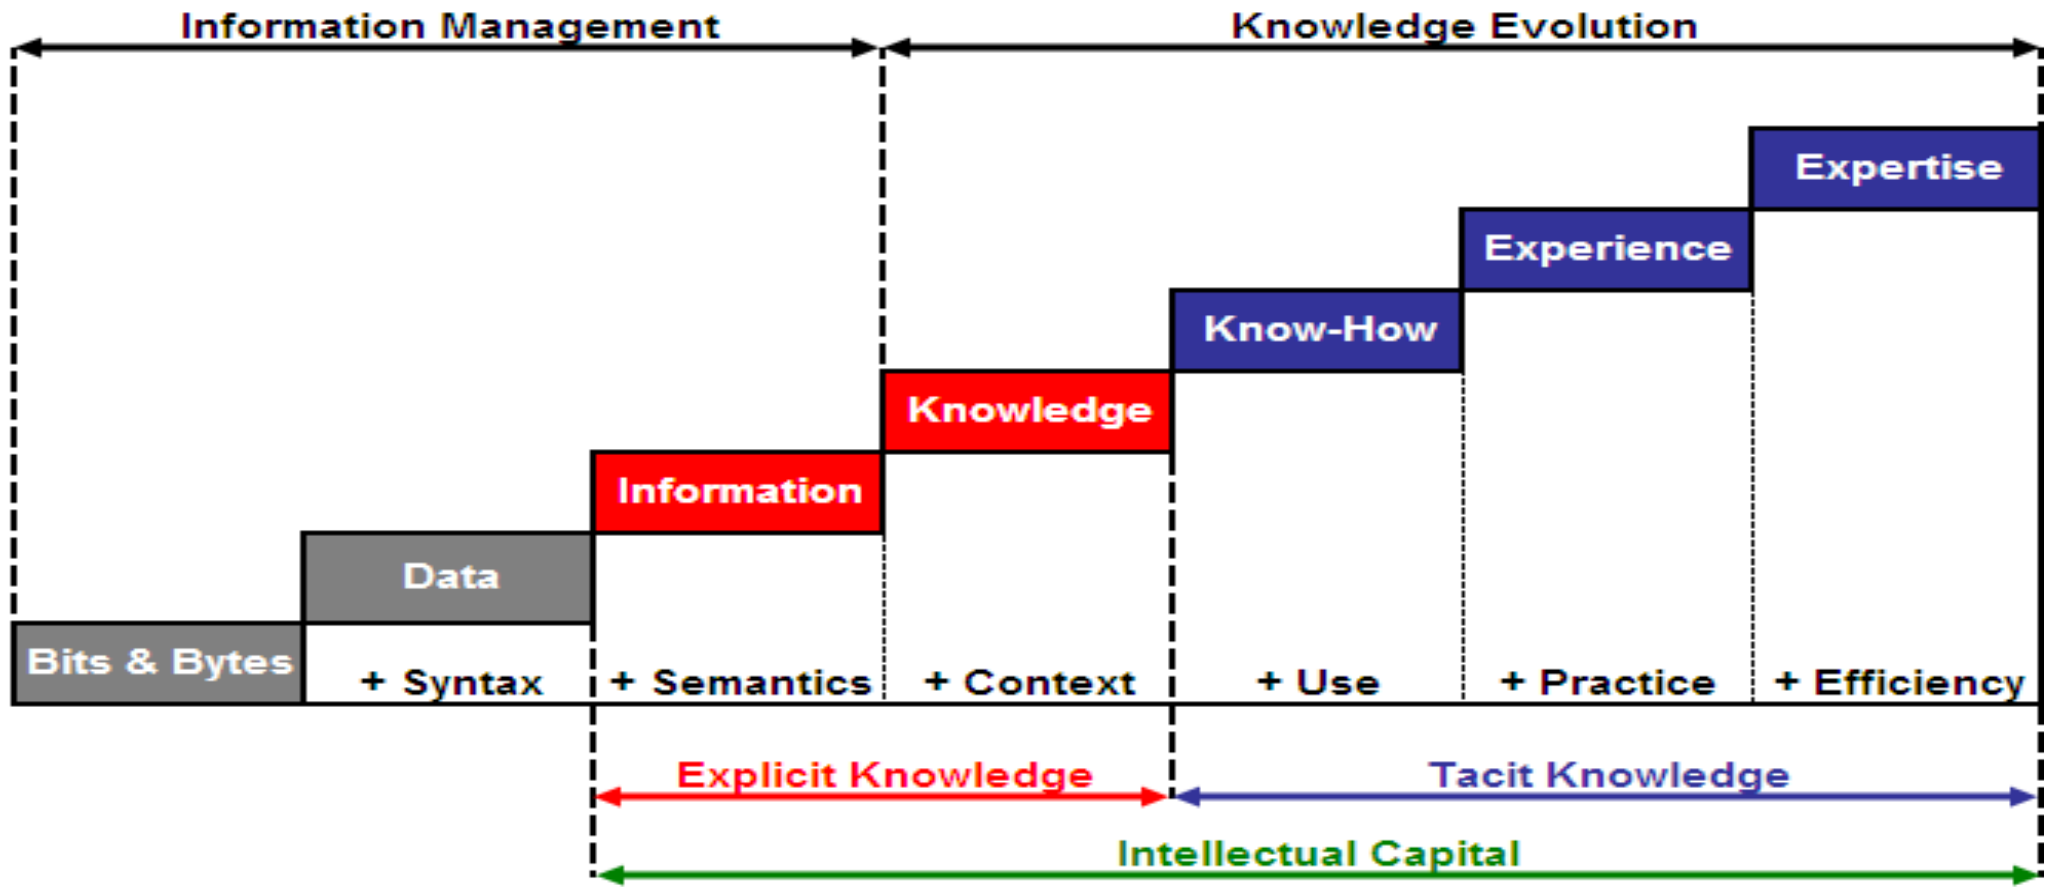 Information Management
Knowledge Evolution
Expertise
Experience
Know-How
Knowledge
Information
Data
Bits & Bytes
+ Syntax
+ Semantics
+ Context
+ Use
+ Practice
+ Efficiency
Explicit Knowledge
Tacit Knowledge
Intellectual Capital